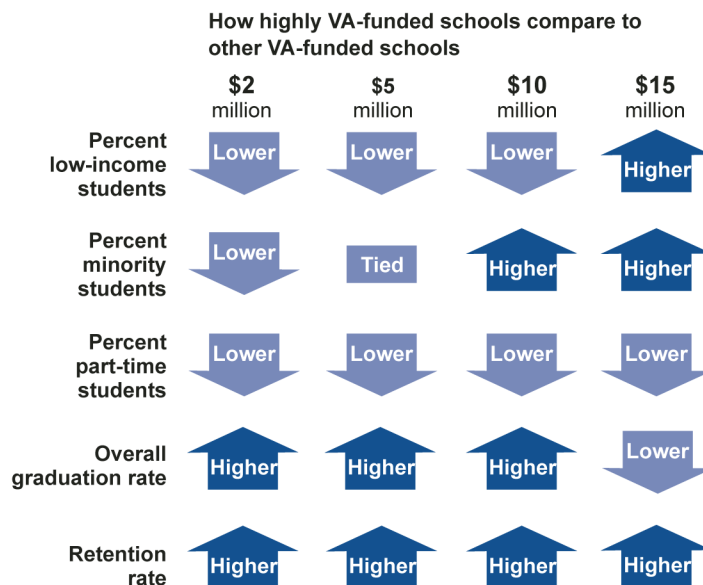 How highly VA-funded schools compare to
other VA-funded schools
$2 $5 $10 $15
million million million million
Percent
low-income
students
Lower Lower Lower Higher
Percent
minority
students
Lower Tied Higher Higher
Percent
part-time
students
Lower Lower Lower Lower
Overall
graduation rate
Higher Higher Higher Lower
Retention
rate
Higher Higher Higher Higher